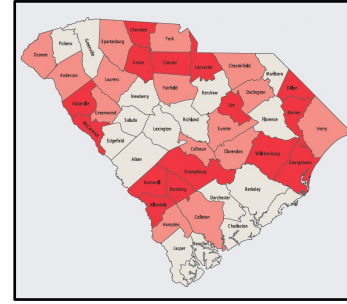 Cherokee
York
Spartanburg
Greenville
Pickens
Oconee
Union
Chester
Lancaster
Chesterfield
Marlboro
Anderson
Laurens
Fairfield
Kershaw
Darlington
Dillon
Abbeville
Greenwood
Newberry
Lee
Marion
McCormick
Saluda
Richland
Sumter
Florence
Horry
Edgefield
Lexington
Calhoun
Clarendon
Williamsburg
Georgetown
Aiken
Orangeburg
Barnwell
Bamberg
Dorchester
Berkeley
Allendale
Hampton
Colleton
Charleston
Jasper
Beaufort